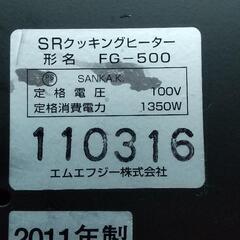 SRクッキングヒーター
形名 FG-500
SANKA.K.
定格電圧 100V
定格消費電力 1350W
110316
エムエフジー株式会社
2011年製